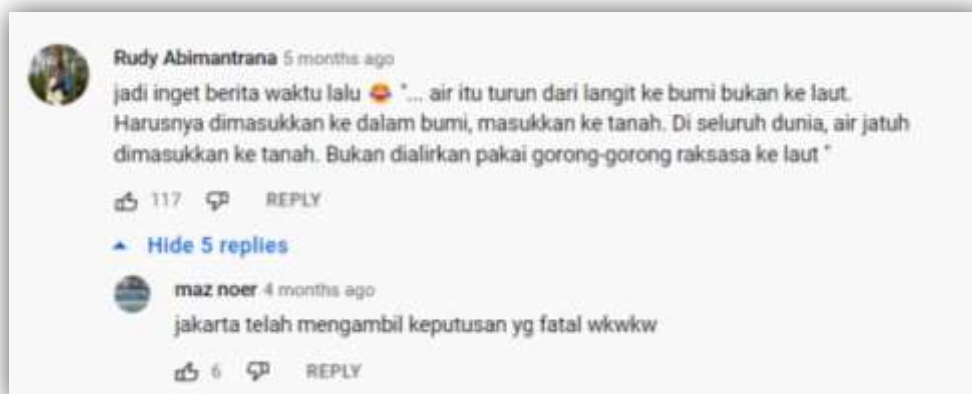 Rudy Abimantrana 5 months ago
jadi inget berita waktu lalu 😂 "... air itu turun dari langit ke bumi bukan ke laut.
Harusnya dimasukkan ke dalam bumi, masukkan ke tanah. Di seluruh dunia, air jatuh
dimasukkan ke tanah. Bukan dialirkan pakai gorong-gorong raksasa ke laut "
117 REPLY
Hide 5 replies
maz noer 4 months ago
jakarta telah mengambil keputusan yg fatal wkwkw
6 REPLY